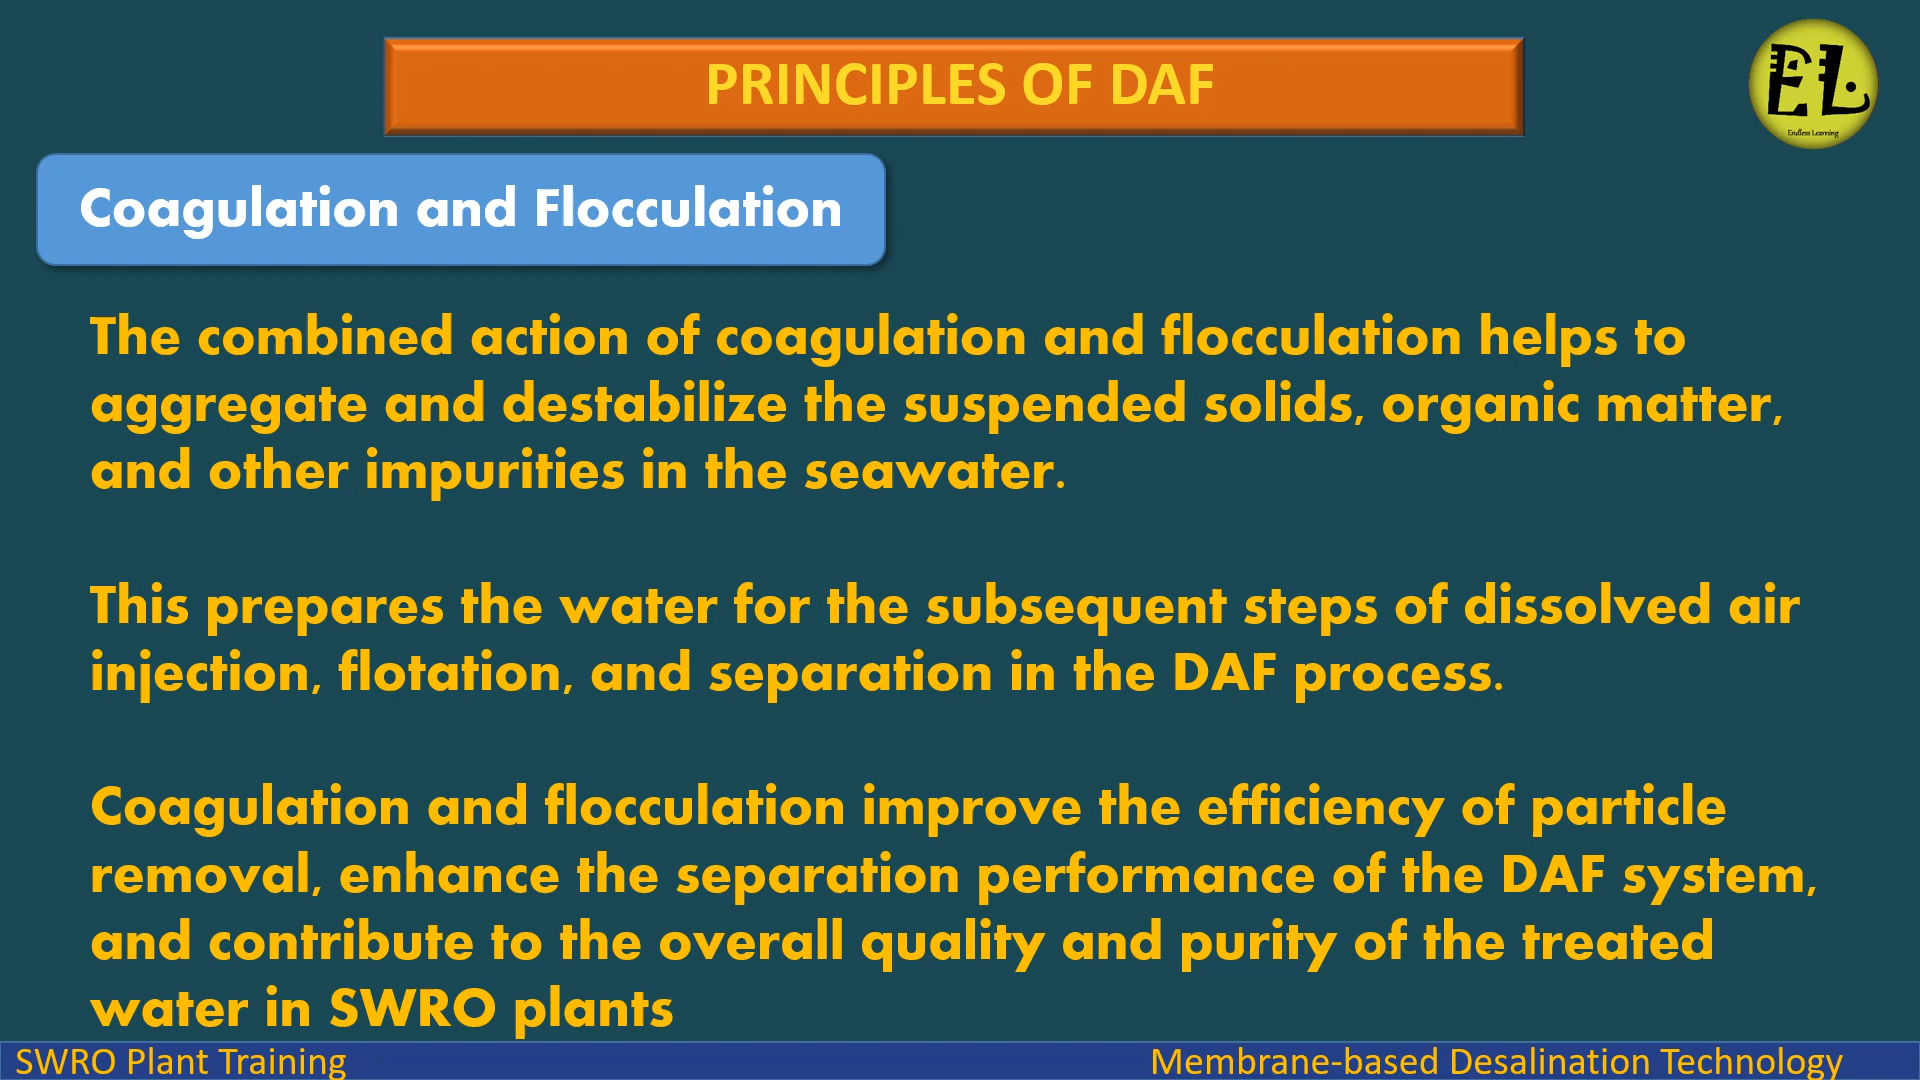 PRINCIPLES OF DAF
EL
Endless Learning
Coagulation and Flocculation
The combined action of coagulation and flocculation helps to
aggregate and destabilize the suspended solids, organic matter,
and other impurities in the seawater.
This prepares the water for the subsequent steps of dissolved air
injection, flotation, and separation in the DAF process.
Coagulation and flocculation improve the efficiency of particle
removal, enhance the separation performance of the DAF system,
and contribute to the overall quality and purity of the treated
water in SWRO plants
SWRO Plant Training
Membrane-based Desalination Technology